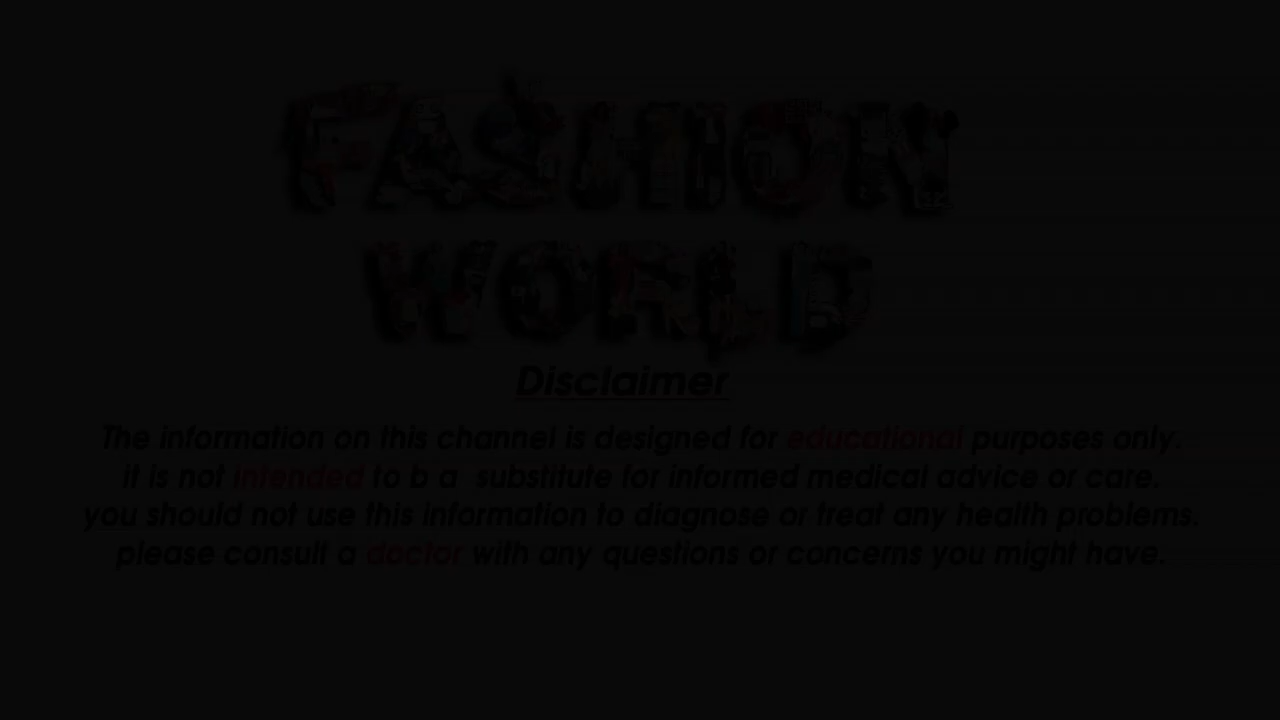 FASHION
WORLD
Disclaimer
The information on this channel is designed for educational purposes only.
it is not intended to b a substitute for informed medical advice or care.
you should not use this information to diagnose or treat any health problems.
please consult a doctor with any questions or concerns you might have.